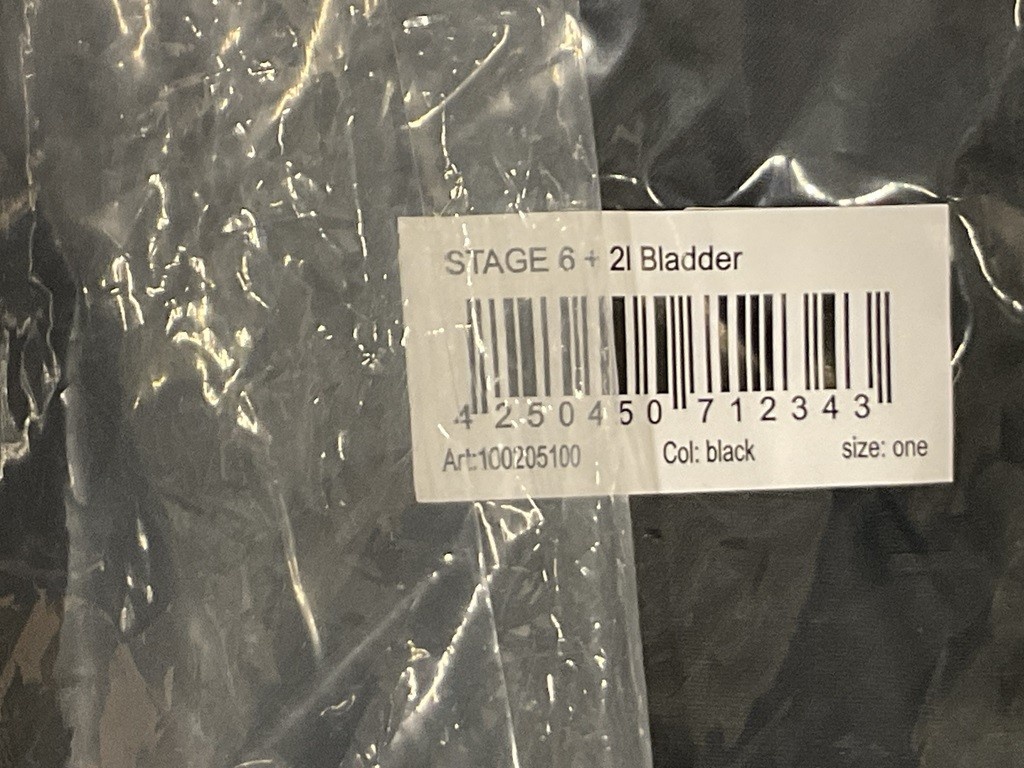 STAGE 6 + 2l Bladder
4 250450 712343
Art:100205100 Col: black size: one